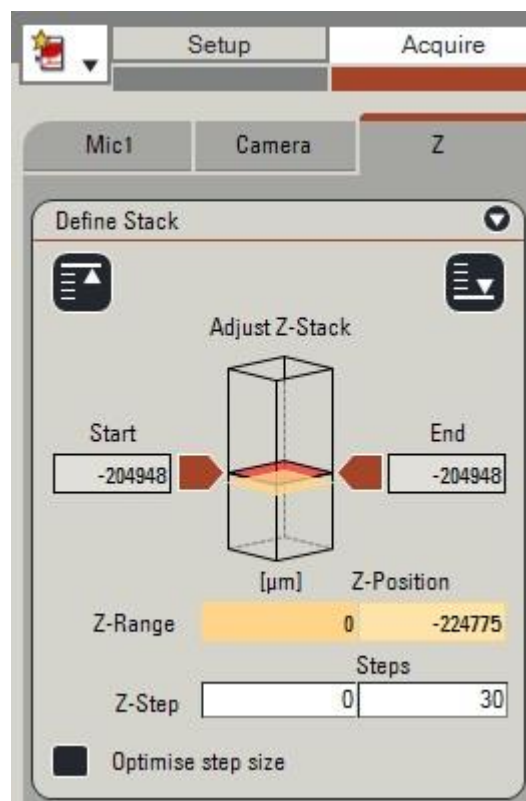 Setup Acquire
Mic1 Camera Z
Define Stack
Adjust Z-Stack
Start End
-204948 -204948
[µm] Z-Position
Z-Range 0 -224775
Steps
Z-Step 0 30
Optimise step size